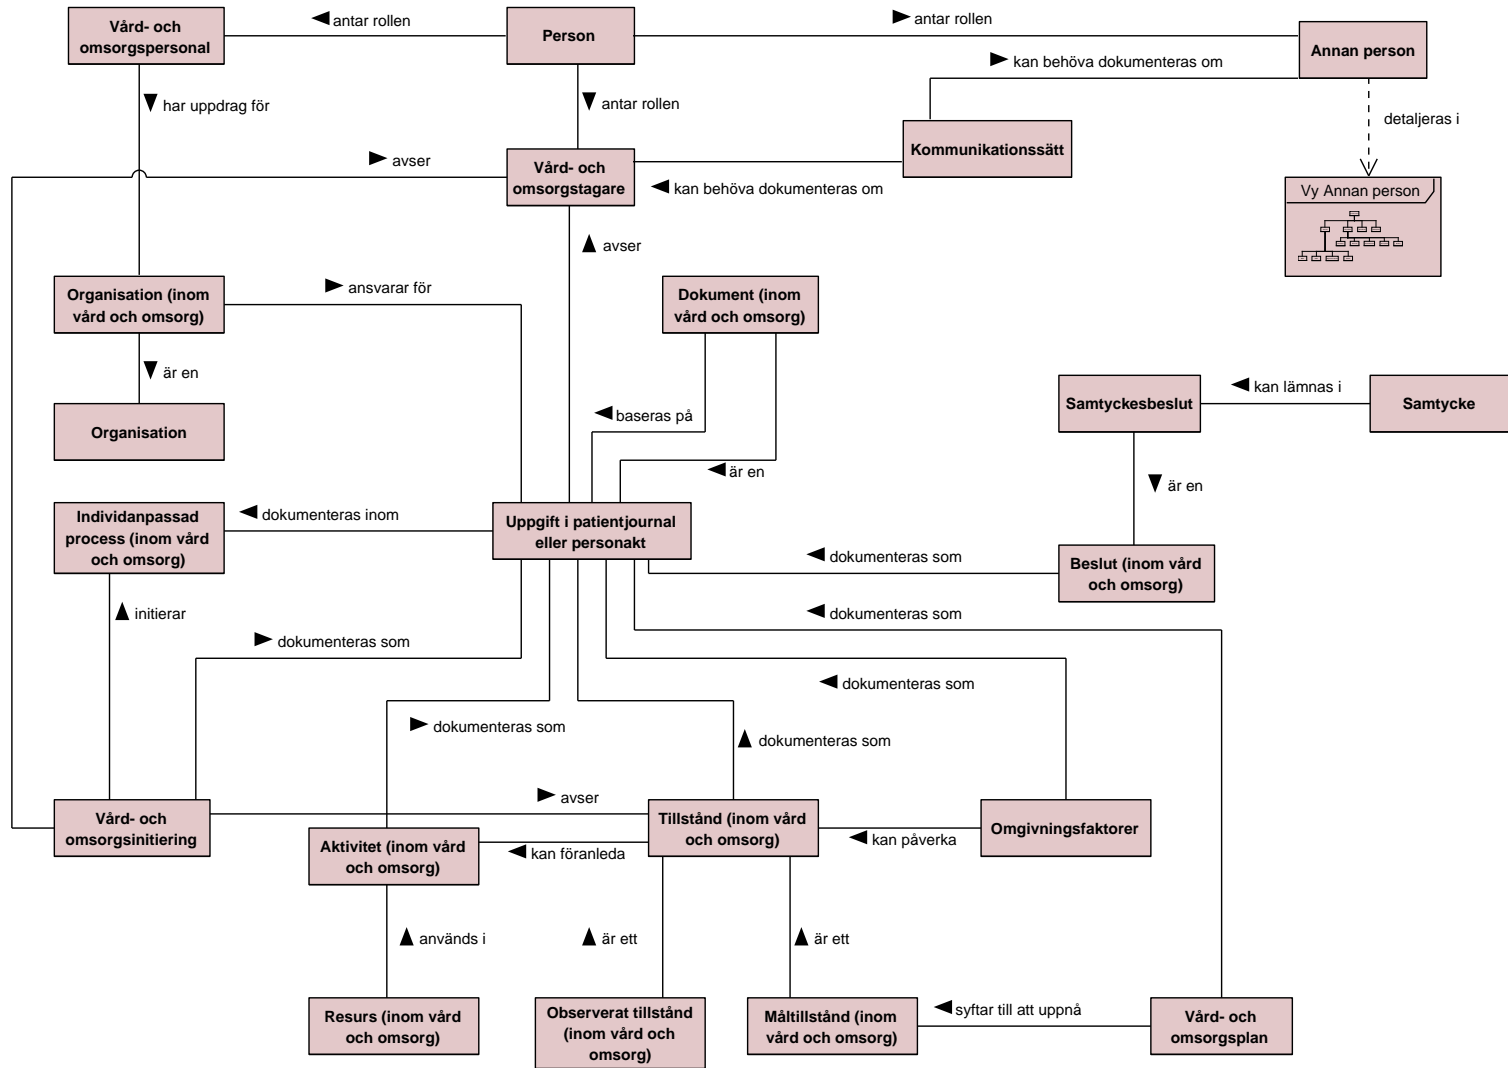 antar rollen
antar rollen
Vård- och
omsorgspersonal
Person
Annan person
kan behöva dokumenteras om
har uppdrag för
antar rollen
detaljeras i
Kommunikationssätt
avser
Vård- och
omsorgstagare
kan behöva dokumenteras om
Vy Annan person
avser
Organisation (inom
vård och omsorg)
ansvarar för
Dokument (inom
vård och omsorg)
är en
Samtyckesbeslut
kan lämnas i
Samtycke
Organisation
baseras på
är en
är en
Individanpassad
process (inom vård
och omsorg)
dokumenteras inom
Uppgift i patientjournal
eller personakt
dokumenteras som
Beslut (inom vård
och omsorg)
initierar
dokumenteras som
dokumenteras som
dokumenteras som
dokumenteras som
dokumenteras som
avser
Vård- och
omsorgsinitiering
Tillstånd (inom vård
och omsorg)
Omgivningsfaktorer
kan påverka
Aktivitet (inom vård
och omsorg)
kan föranleda
används i
är ett
är ett
Resurs (inom vård
och omsorg)
Observerat tillstånd
(inom vård och
omsorg)
Måltillstånd (inom
vård och omsorg)
syftar till att uppnå
Vård- och
omsorgsplan